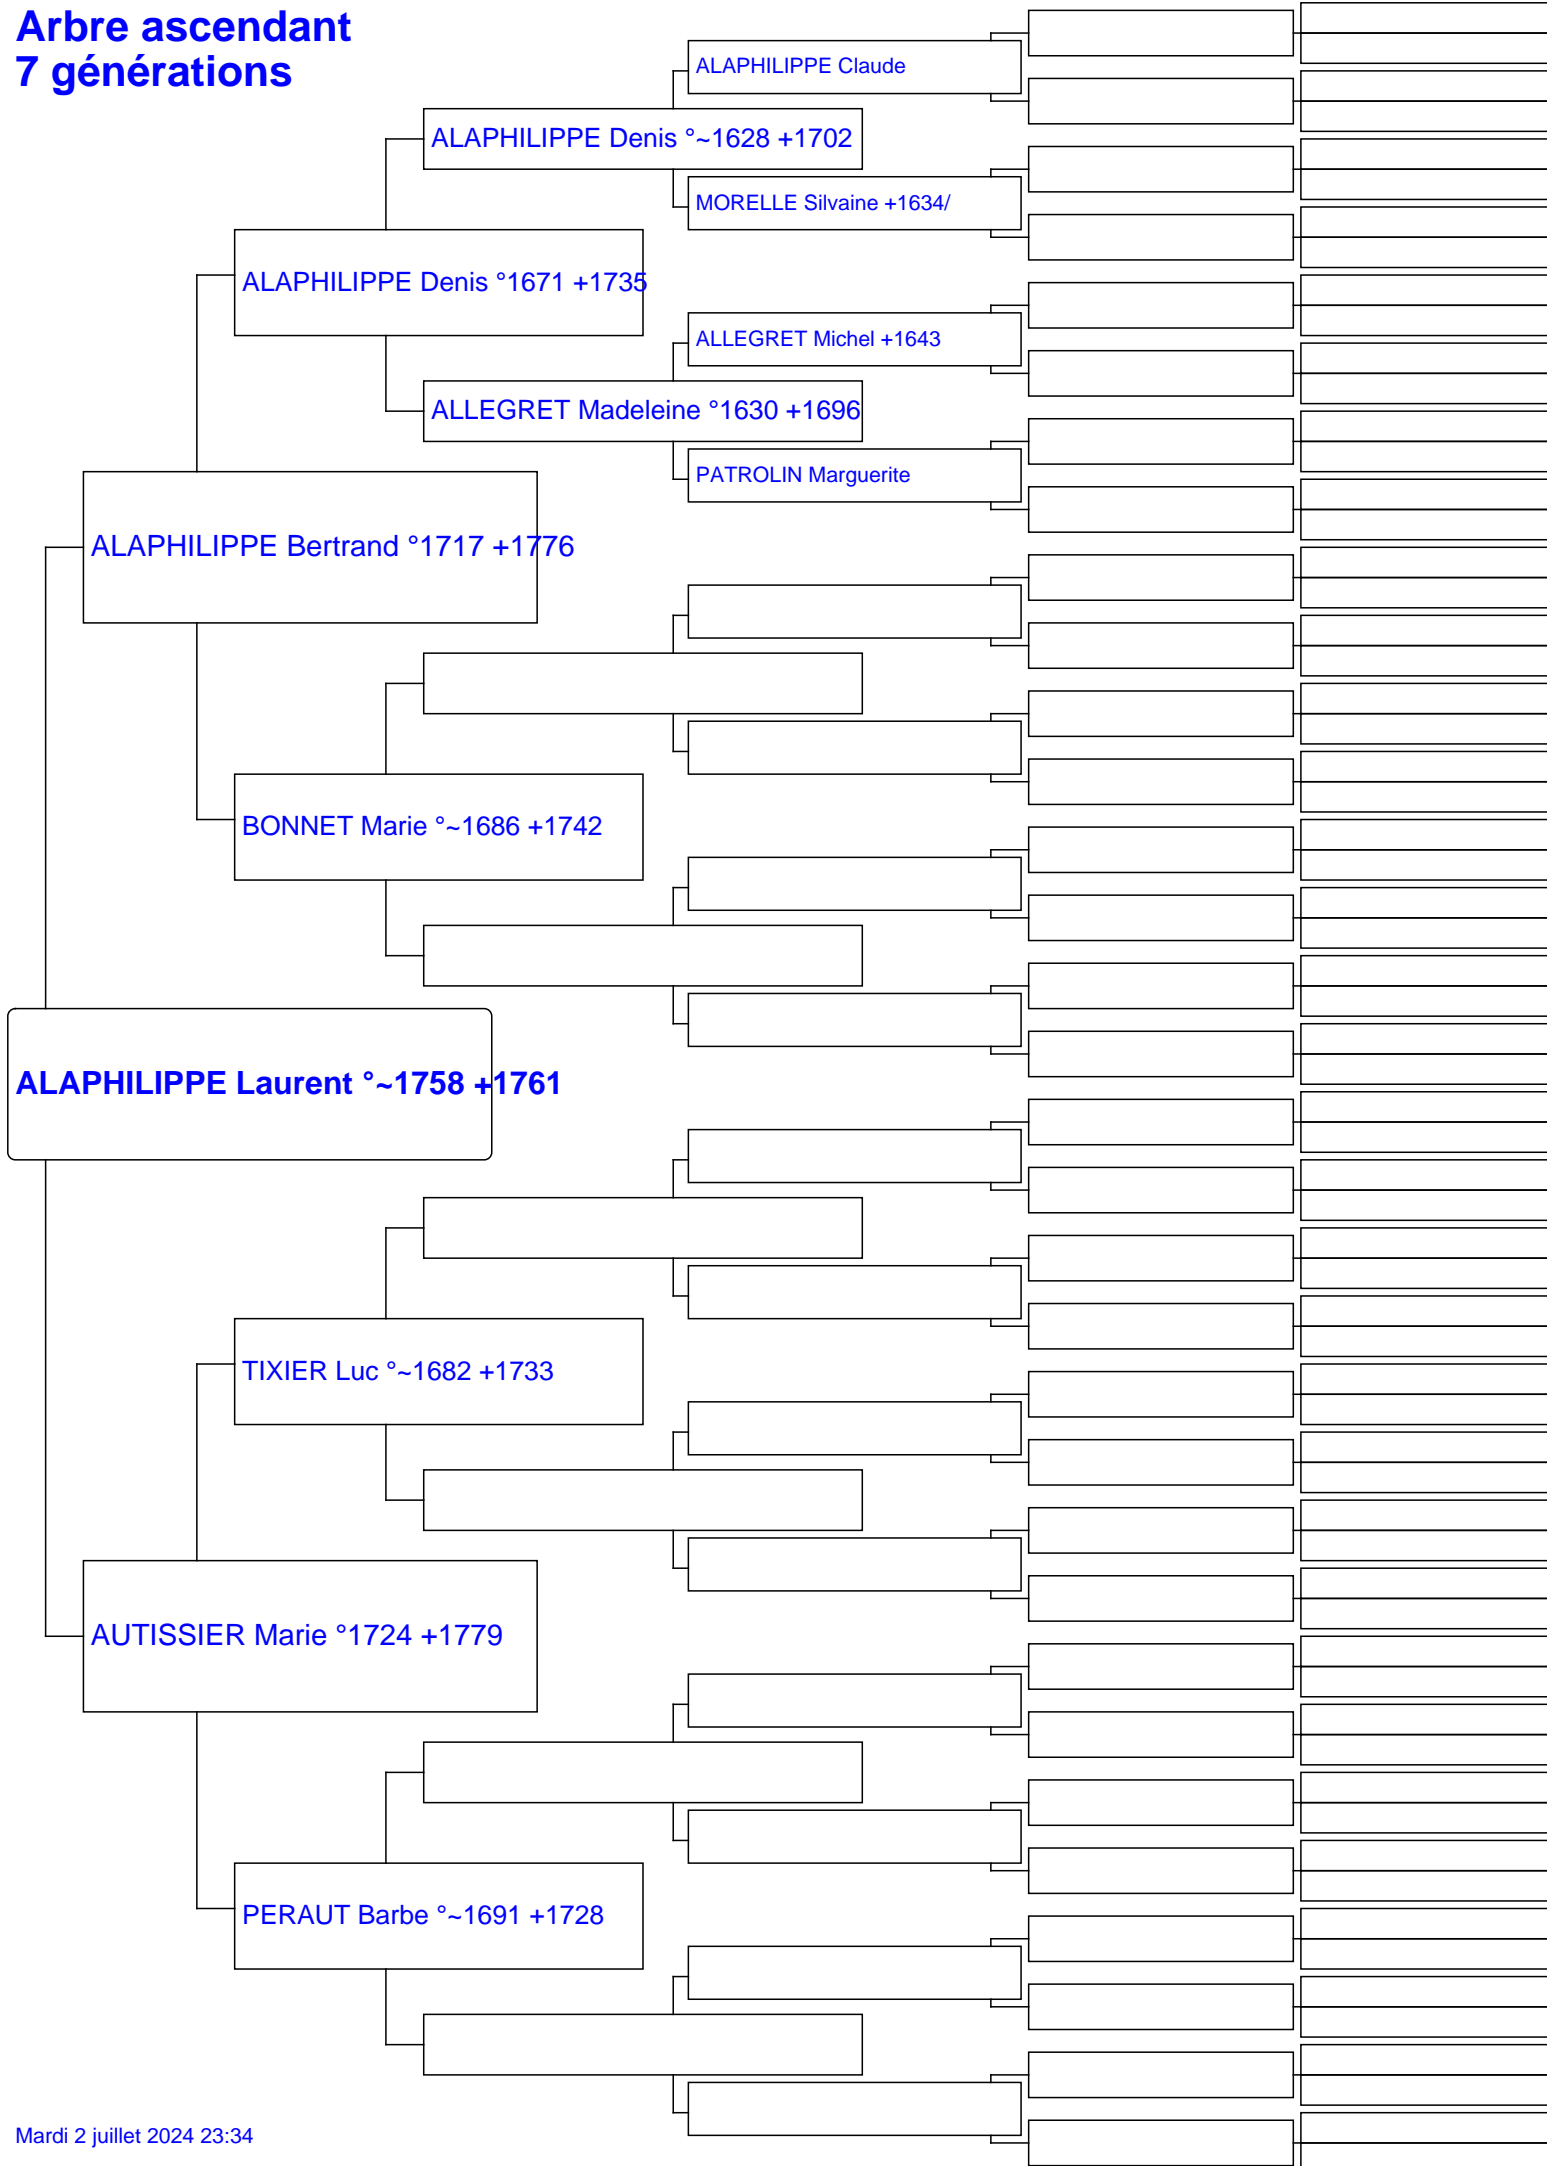 Arbre ascendant
7 générations
ALAPHILIPPE Claude
ALAPHILIPPE Denis °~1628 +1702
MORELLE Silvaine +1634/
ALAPHILIPPE Denis °1671 +1735
ALLEGRET Michel +1643
ALLEGRET Madeleine °1630 +1696
PATROLIN Marguerite
ALAPHILIPPE Bertrand °1717 +1776
BONNET Marie °~1686 +1742
ALAPHILIPPE Laurent °~1758 +1761
TIXIER Luc °~1682 +1733
AUTISSIER Marie °1724 +1779
PERAUT Barbe °~1691 +1728
Mardi 2 juillet 2024 23:34